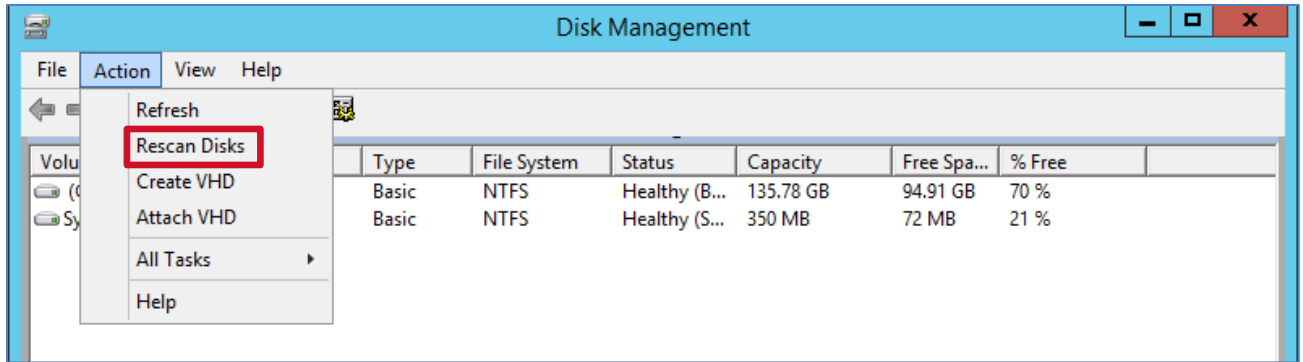 Disk Management
File Action View Help
Refresh
Rescan Disks
Create VHD
Attach VHD
All Tasks
Help
Volu Type File System Status Capacity Free Spa... % Free
(C Basic NTFS Healthy (B... 135.78 GB 94.91 GB 70 %
Sy Basic NTFS Healthy (S... 350 MB 72 MB 21 %